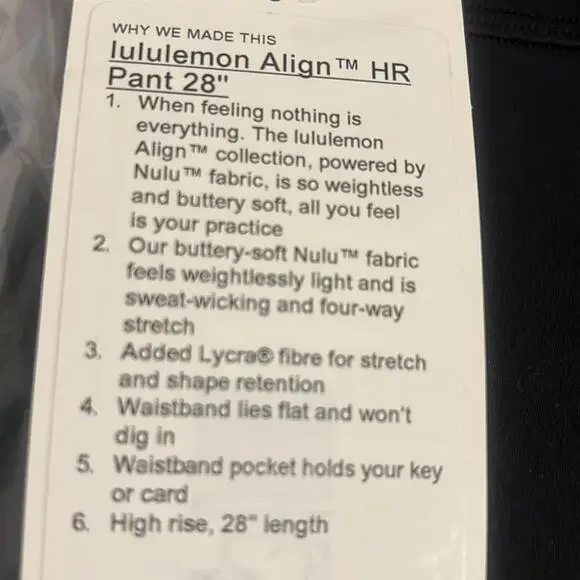 WHY WE MADE THIS
lululemon Align™ HR
Pant 28"
1. When feeling nothing is
everything. The lululemon
Align™ collection, powered by
Nulu™ fabric, is so weightless
and buttery soft, all you feel
is your practice
2. Our buttery-soft Nulu™ fabric
feels weightlessly light and is
sweat-wicking and four-way
stretch
3. Added Lycra® fibre for stretch
and shape retention
4. Waistband lies flat and won't
dig in
5. Waistband pocket holds your key
or card
6. High rise, 28" length